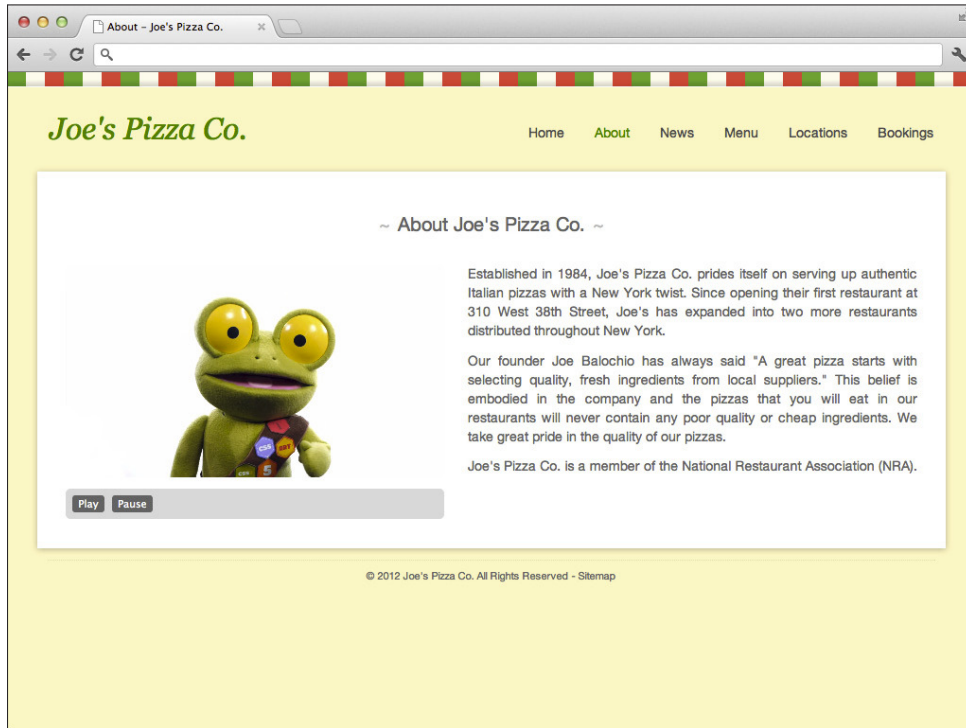 About – Joe's Pizza Co.
Joe's Pizza Co.
Home About News Menu Locations Bookings
~ About Joe's Pizza Co. ~
Established in 1984, Joe's Pizza Co. prides itself on serving up authentic
Italian pizzas with a New York twist. Since opening their first restaurant at
310 West 38th Street, Joe's has expanded into two more restaurants
distributed throughout New York.
Our founder Joe Balochio has always said "A great pizza starts with
selecting quality, fresh ingredients from local suppliers." This belief is
embodied in the company and the pizzas that you will eat in our
restaurants will never contain any poor quality or cheap ingredients. We
take great pride in the quality of our pizzas.
Joe's Pizza Co. is a member of the National Restaurant Association (NRA).
CSS
5
Play Pause
© 2012 Joe's Pizza Co. All Rights Reserved - Sitemap